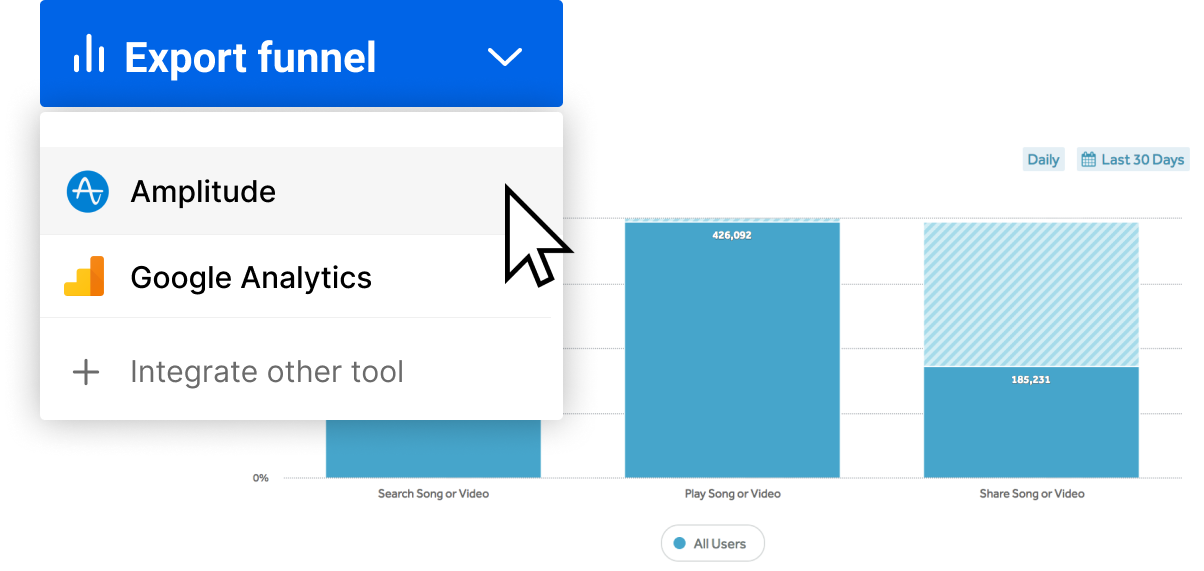 Export funnel
Amplitude
Google Analytics
Integrate other tool
Daily
Last 30 Days
426,092
185,231
0%
Search Song or Video
Play Song or Video
Share Song or Video
All Users